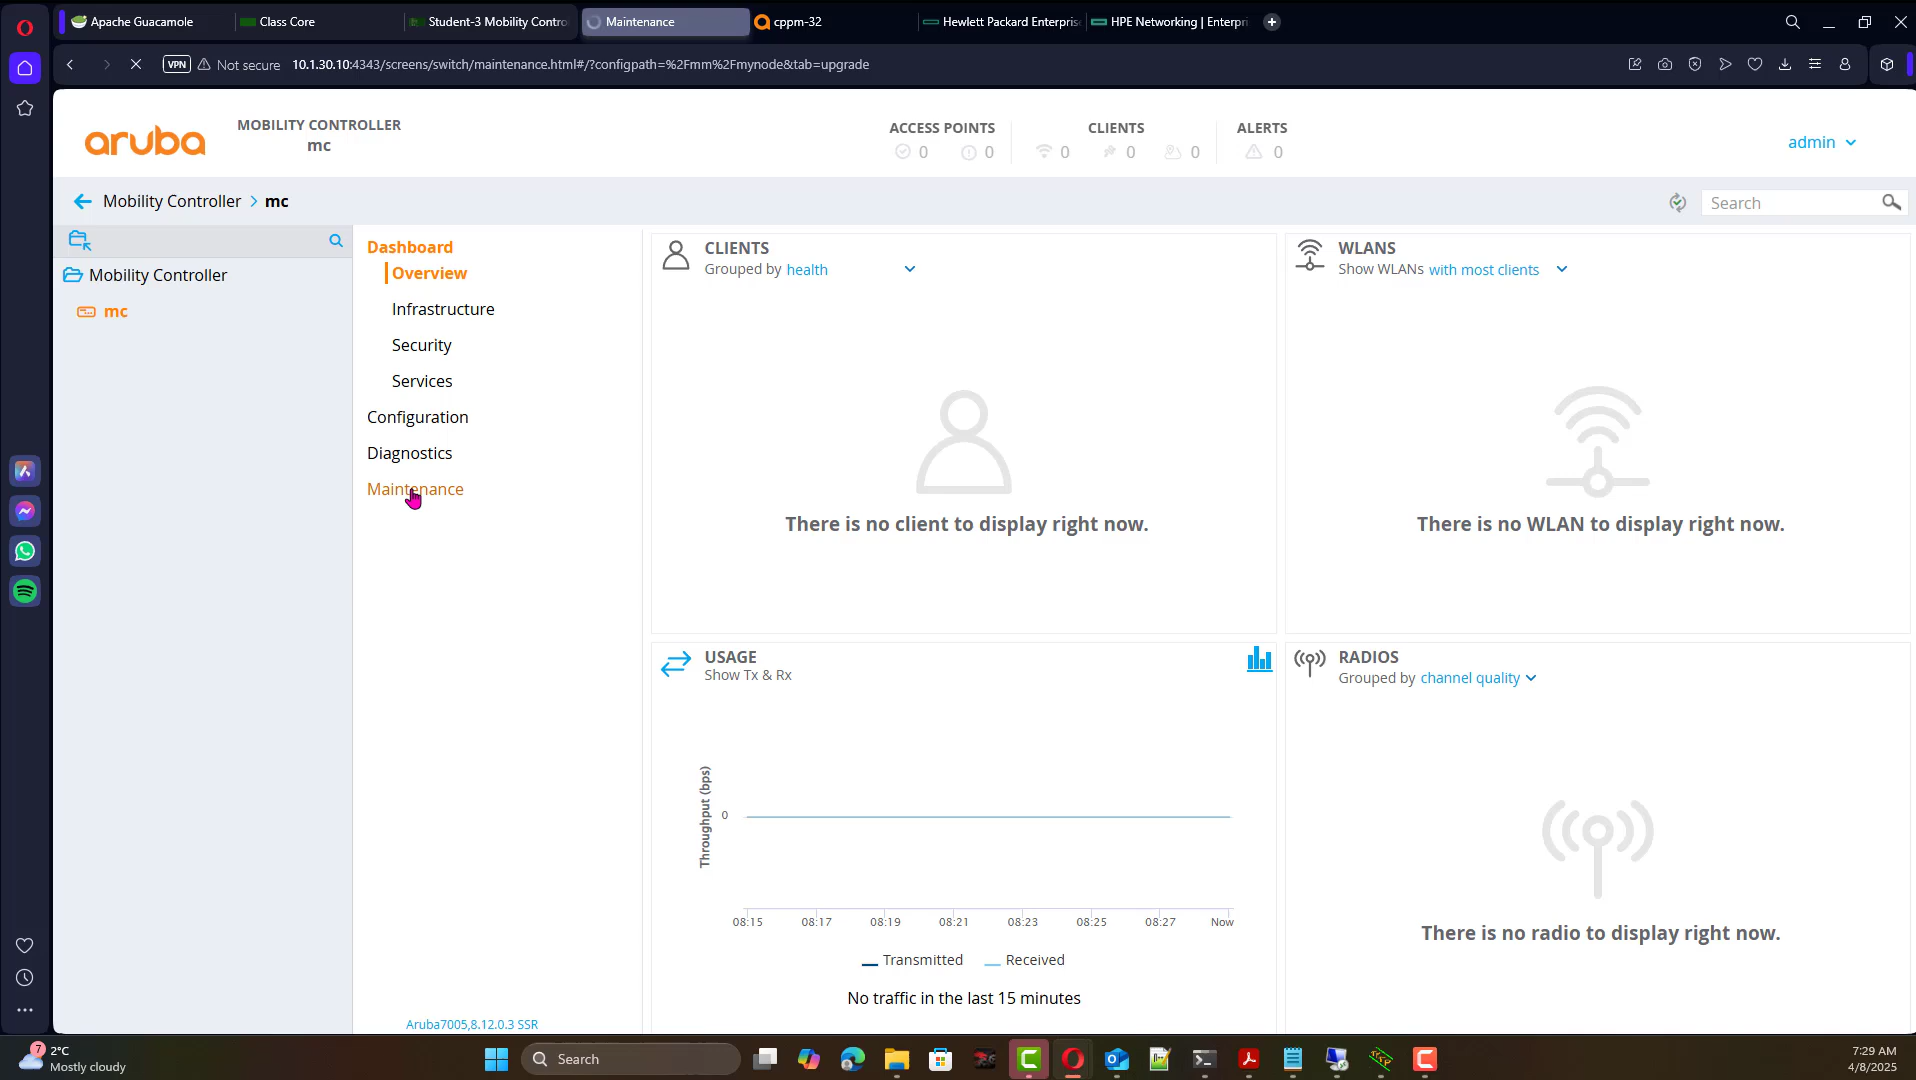 Apache Guacamole
Class Core
Student-3 Mobility Contro
Maintenance
cppm-32
Hewlett Packard Enterpris
HPE Networking | Enterpri
VPN
Not secure
10.1.30.10:4343/screens/switch/maintenance.html#/?configpath=%2Fmm%2Fmynode&tab=upgrade
aruba
MOBILITY CONTROLLER
mc
ACCESS POINTS
0 0
CLIENTS
0 0 0
ALERTS
0
admin
Mobility Controller > mc
Search
Mobility Controller
mc
Dashboard
Overview
Infrastructure
Security
Services
Configuration
Diagnostics
Maintenance
Aruba7005,8.12.0.3 SSR
CLIENTS
Grouped by health
There is no client to display right now.
WLANS
Show WLANs with most clients
There is no WLAN to display right now.
USAGE
Show Tx & Rx
Throughput (bps)
0
08:15 08:17 08:19 08:21 08:23 08:25 08:27 Now
Transmitted Received
No traffic in the last 15 minutes
RADIOS
Grouped by channel quality
There is no radio to display right now.
7
2°C
Mostly cloudy
Search
7:29 AM
4/8/2025